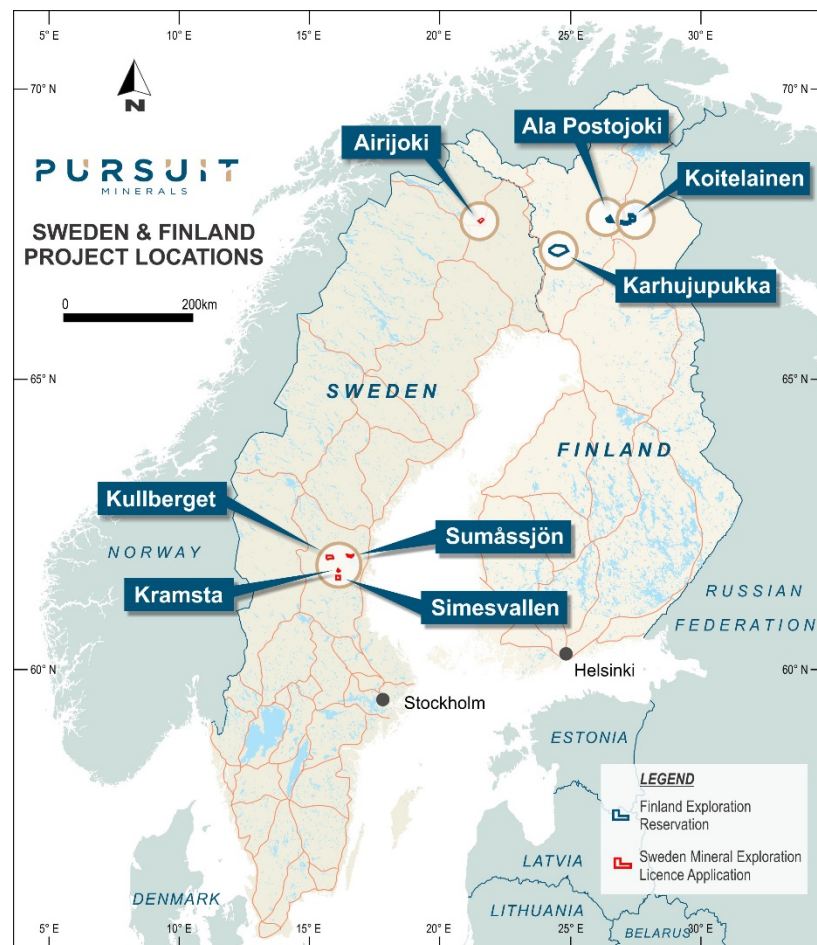 5° E 10° E 15° E 20° E 25° E 30° E
70° N 70° N
N
PURSUIT
MINERALS
SWEDEN & FINLAND
PROJECT LOCATIONS
0 200km
Airijoki
Ala Postojoki
Koitelainen
Karhujupukka
65° N 65° N
SWEDEN
FINLAND
Kullberget
NORWAY
Sumåssjön
Kramsta
Simesvallen
RUSSIAN
FEDERATION
60° N 60° N
Helsinki
Stockholm
ESTONIA
LEGEND
Finland Exploration
Reservation
Sweden Mineral Exploration
Licence Application
LATVIA
DENMARK
LITHUANIA
BELARUS
5° E 10° E 15° E 20° E 25° E 30° E